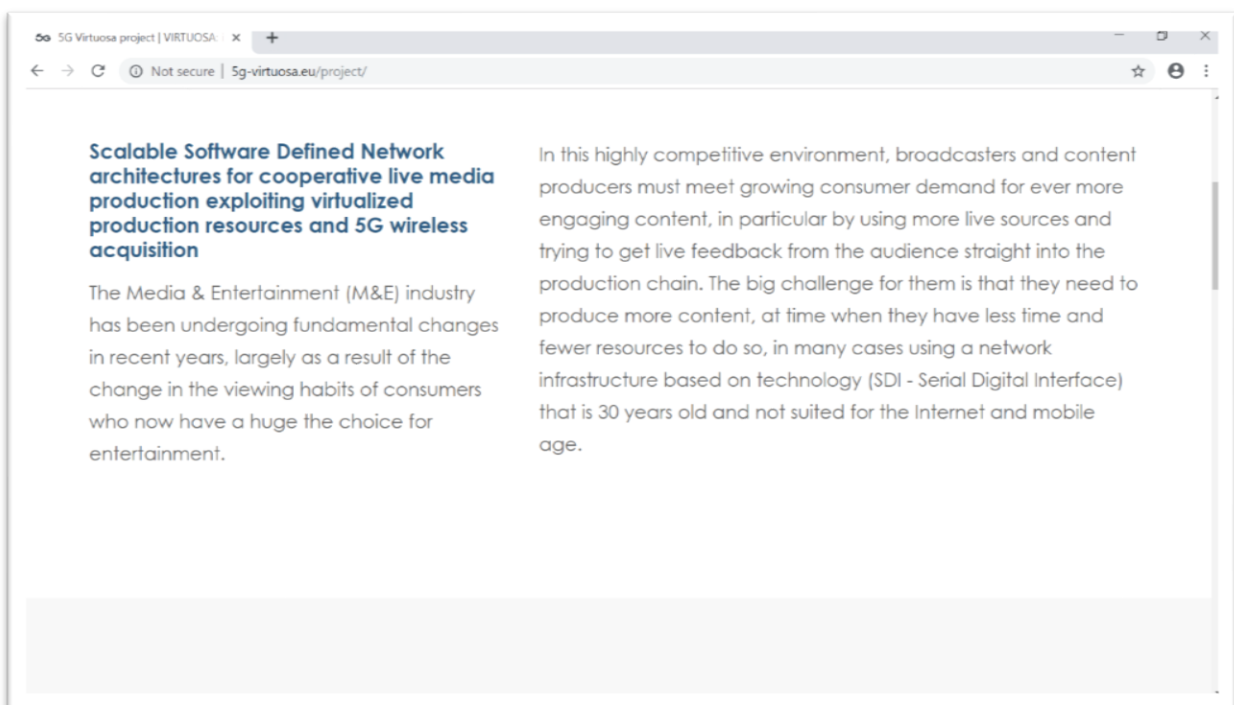 5G 5G Virtuosa project | VIRTUOSA:
Not secure | 5g-virtuosa.eu/project/
Scalable Software Defined Network
architectures for cooperative live media
production exploiting virtualized
production resources and 5G wireless
acquisition
The Media & Entertainment (M&E) industry
has been undergoing fundamental changes
in recent years, largely as a result of the
change in the viewing habits of consumers
who now have a huge the choice for
entertainment.
In this highly competitive environment, broadcasters and content
producers must meet growing consumer demand for ever more
engaging content, in particular by using more live sources and
trying to get live feedback from the audience straight into the
production chain. The big challenge for them is that they need to
produce more content, at time when they have less time and
fewer resources to do so, in many cases using a network
infrastructure based on technology (SDI - Serial Digital Interface)
that is 30 years old and not suited for the Internet and mobile
age.